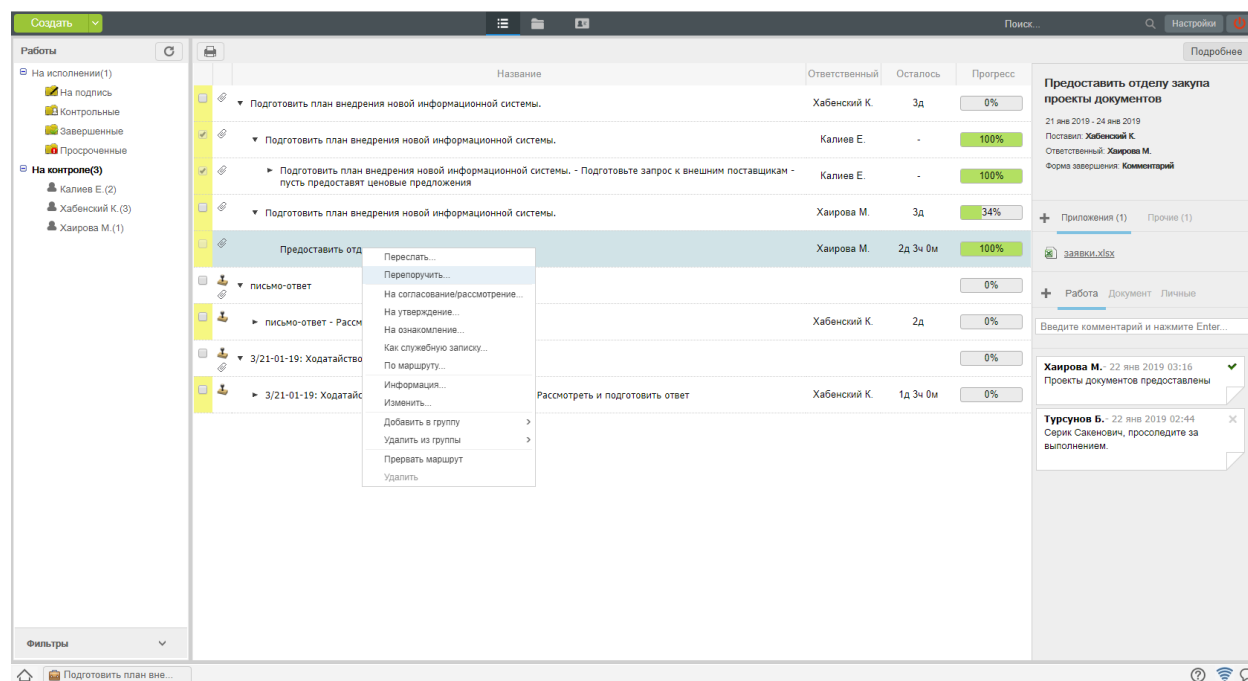 Создать
Поиск...
Настройки
Работы
На исполнении(1)
На подпись
Контрольные
Завершенные
Просроченные
На контроле(3)
Калиев Е.(2)
Хабенский К.(3)
Хаирова М.(1)
Фильтры
Название Ответственный Осталось Прогресс
Подготовить план внедрения новой информационной системы. Хабенский К. 3д 0%
Подготовить план внедрения новой информационной системы. Калиев Е. - 100%
Подготовить план внедрения новой информационной системы. - Подготовьте запрос к внешним поставщикам - Калиев Е. - 100%
пусть предоставят ценовые предложения
Подготовить план внедрения новой информационной системы. Хаирова М. 3д 34%
Предоставить отд Хаирова М. 2д 3ч 0м 100%
письмо-ответ 0%
письмо-ответ - Рассм Хабенский К. 2д 0%
3/21-01-19: Ходатайство 0%
3/21-01-19: Ходатайс Рассмотреть и подготовить ответ Хабенский К. 1д 3ч 0м 0%
Переслать...
Перепоручить...
На согласование/рассмотрение...
На утверждение...
На ознакомление...
Как служебную записку...
По маршруту...
Информация...
Изменить...
Добавить в группу
Удалить из группы
Прервать маршрут
Удалить
Подробнее
Предоставить отделу закупа
проекты документов
21 янв 2019 - 24 янв 2019
Поставил: Хабенский К.
Ответственный: Хаирова М.
Форма завершения: Комментарий
Приложения (1) Прочие (1)
заявки.xlsx
Работа Документ Личные
Введите комментарий и нажмите Enter...
Хаирова М. - 22 янв 2019 03:16
Проекты документов предоставлены
Турсунов Б. - 22 янв 2019 02:44
Серик Сакенович, просоледите за
выполнением.
Подготовить план вне...